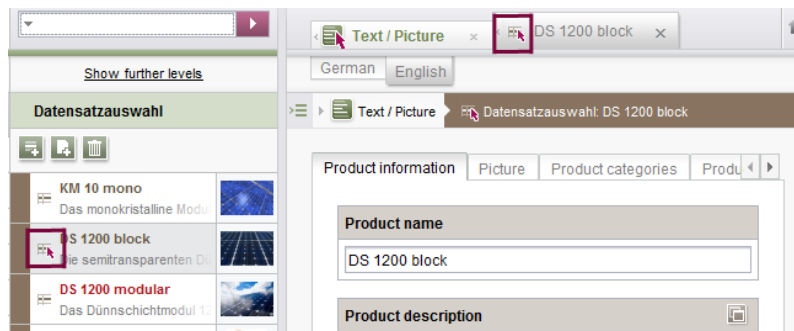 Text / Picture
DS 1200 block
Show further levels
German
English
Datensatzauswahl
Text / Picture
Datensatzauswahl: DS 1200 block
Product information
Picture
Product categories
KM 10 mono
Das monokristalline
DS 1200 block
Die semitransparenten
DS 1200 modular
Das Dünnschichtmodul
Product name
DS 1200 block
Product description